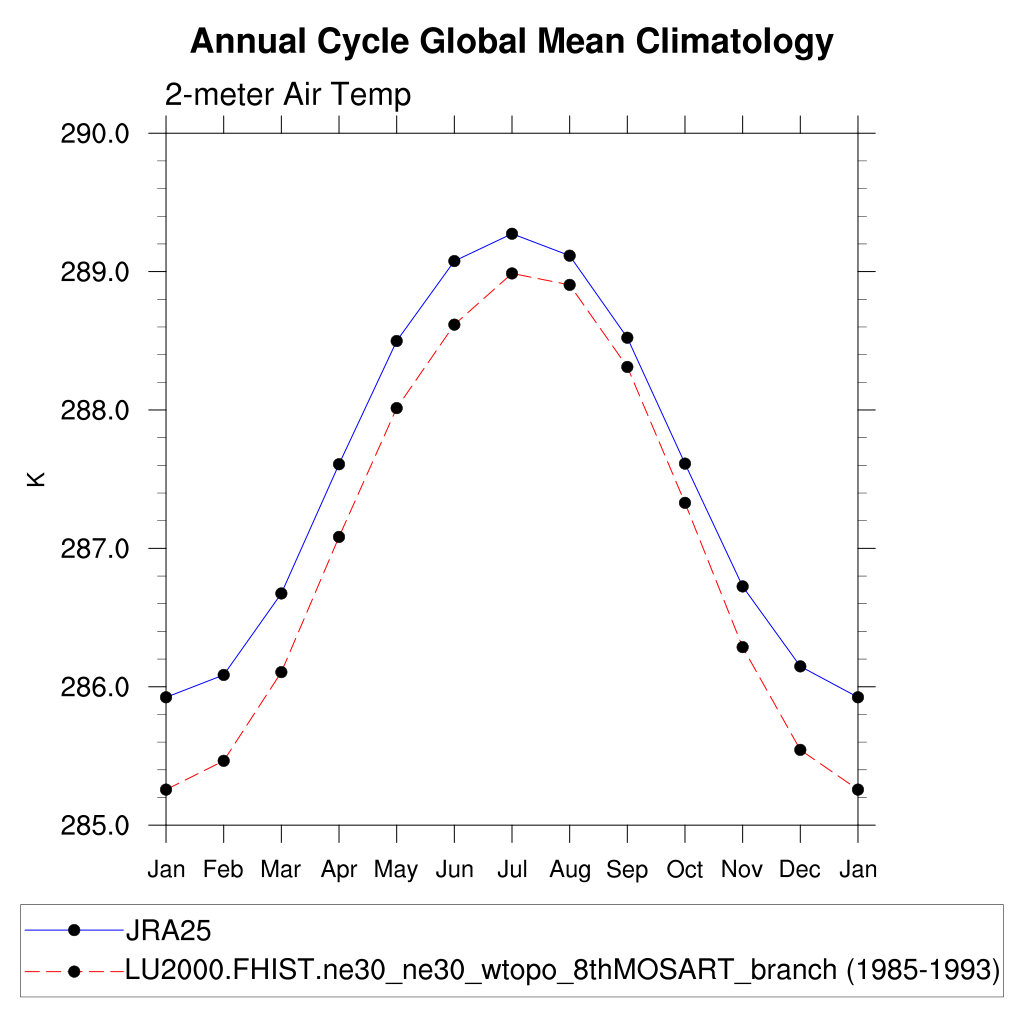 Annual Cycle Global Mean Climatology
2-meter Air Temp
290.0
289.0
288.0
287.0
286.0
285.0
K
Jan Feb Mar Apr May Jun Jul Aug Sep Oct Nov Dec Jan
JRA25
LU2000.FHIST.ne30_ne30_wtopo_8thMOSART_branch (1985-1993)